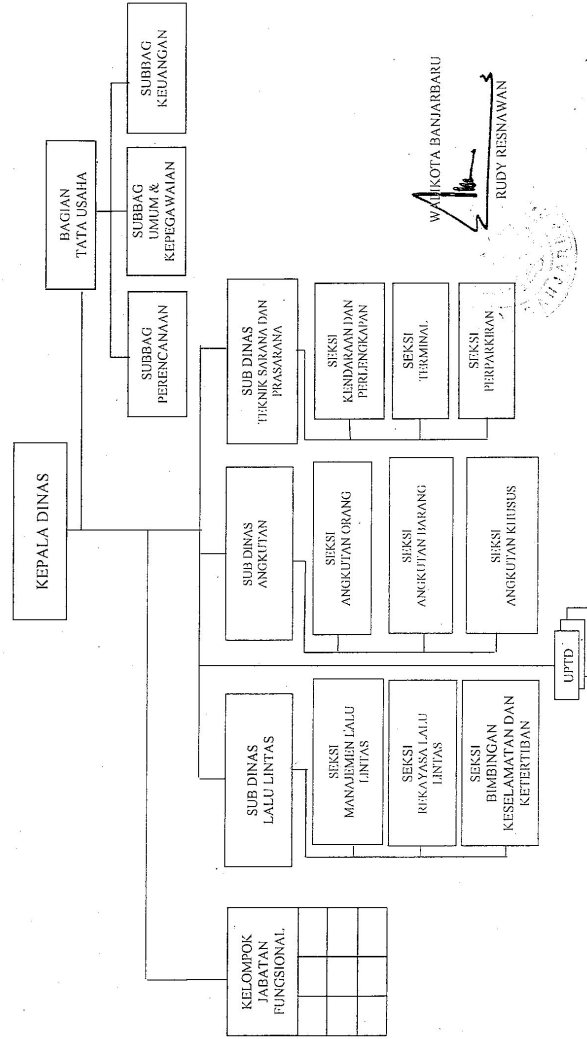 KEPALA DINAS
BAGIAN
TATA USAHA
SUBBAG
PERENCANAAN
SUBBAG
UMUM &
KEPEGAWAIAN
SUBBAG
KEUANGAN
KELOMPOK
JABATAN
FUNGSIONAL
SUB DINAS
LALU LINTAS
SEKSI
MANAJEMEN LALU
LINTAS
SEKSI
REKAYASA LALU
LINTAS
SEKSI
BIMBINGAN
KESELAMATAN DAN
KETERTIBAN
SUB DINAS
ANGKUTAN
SEKSI
ANGKUTAN ORANG
SEKSI
ANGKUTAN BARANG
SEKSI
ANGKUTAN KHUSUS
SUB DINAS
TEKNIK SARANA DAN
PRASARANA
SEKSI
KENDARAAN DAN
PERLENGKAPAN
SEKSI
TERMINAL
SEKSI
PERPARKIRAN
UPTD
WALIKOTA BANJARBARU
RUDY RESNAWAN